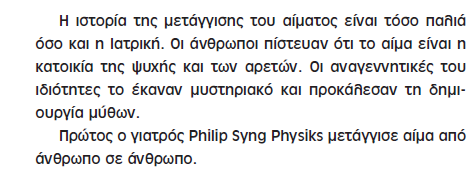 Η ιστορία της μετάγγισης του αίματος είναι τόσο παλιά
όσο και η Ιατρική. Οι άνθρωποι πίστευαν ότι το αίμα είναι η
κατοικία της ψυχής και των αρετών. Οι αναγεννητικές του
ιδιότητες το έκαναν μυστηριακό και προκάλεσαν τη δημι-
ουργία μύθων.
Πρώτος ο γιατρός Philip Syng Physiks μετάγγισε αίμα από
άνθρωπο σε άνθρωπο.